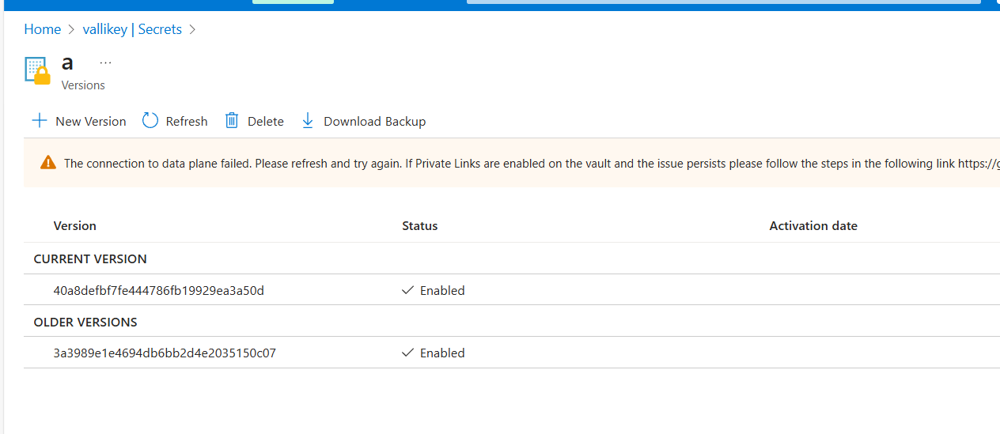 Home > vallikey | Secrets >
a ...
Versions
New Version Refresh Delete Download Backup
The connection to data plane failed. Please refresh and try again. If Private Links are enabled on the vault and the issue persists please follow the steps in the following link https://g
Version Status Activation date
CURRENT VERSION
40a8defbf7fe444786fb19929ea3a50d Enabled
OLDER VERSIONS
3a3989e1e4694db6bb2d4e2035150c07 Enabled